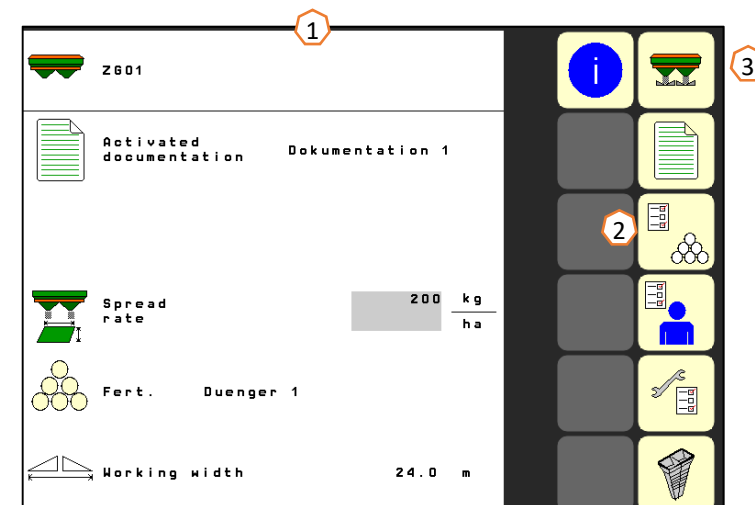 1
ZG01
i
3
Activated
documentation Dokumentation 1
2
Spread
rate
200 kg
ha
Fert. Duenger 1
Working width 24.0 m